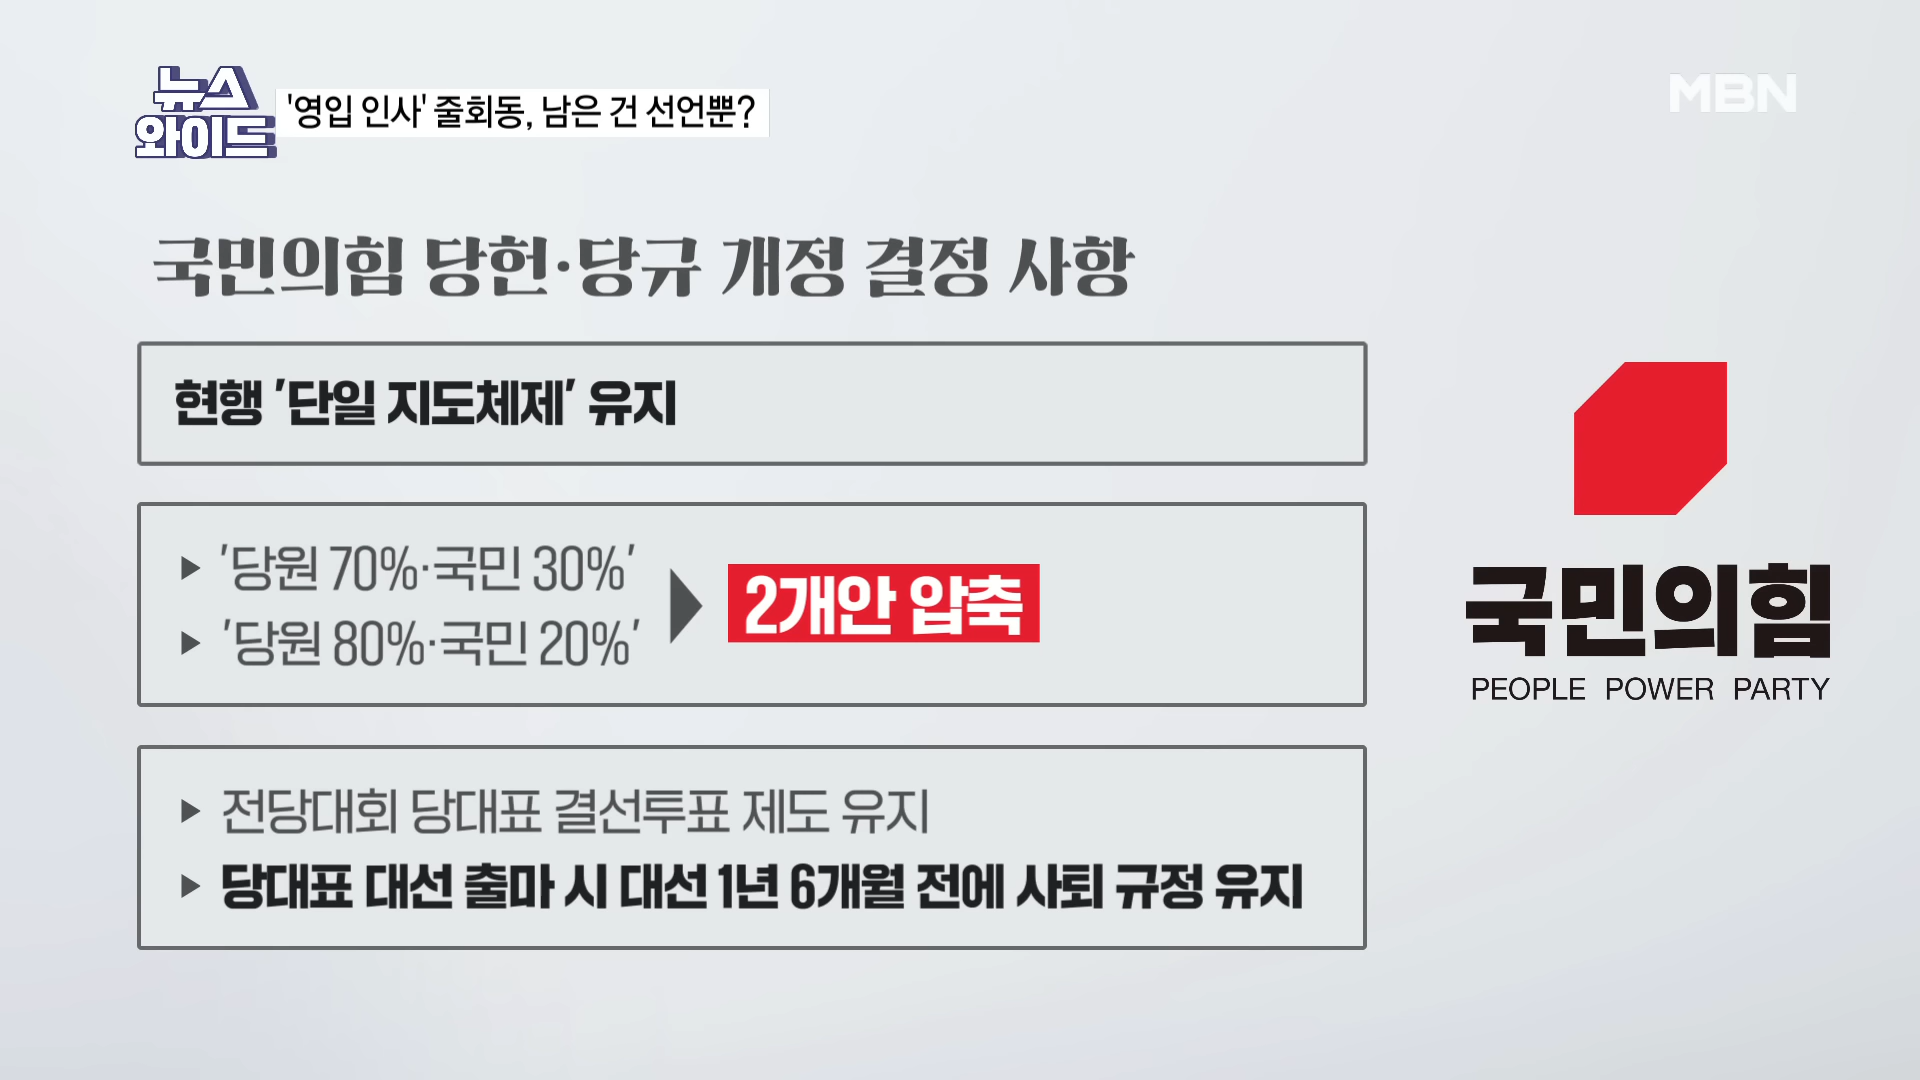 뉴스
와이드
'영입 인사' 줄회동, 남은 건 선언뿐?
MBN
국민의힘 당헌·당규 개정 결정 사항
현행 '단일 지도체제' 유지
▶ '당원 70%·국민 30%'
▶ '당원 80%·국민 20%'
2개안 압축
▶ 전당대회 당대표 결선투표 제도 유지
▶ 당대표 대선 출마 시 대선 1년 6개월 전에 사퇴 규정 유지
국민의힘
PEOPLE POWER PARTY